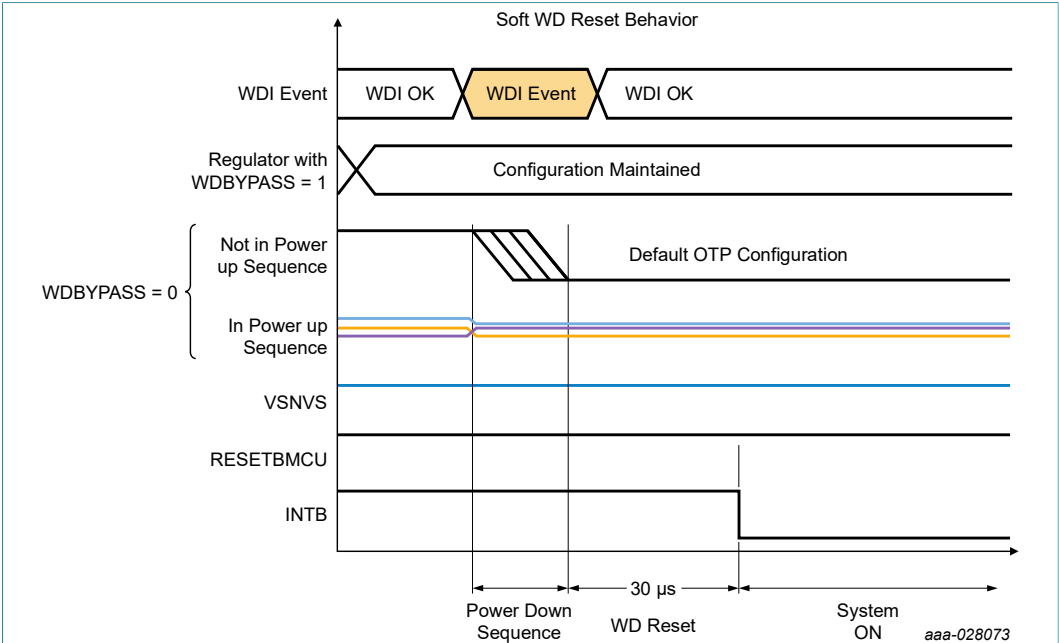 Soft WD Reset Behavior
WDI Event
WDI OK
WDI Event
WDI OK
Regulator with
WDBYPASS = 1
Configuration Maintained
WDBYPASS = 0
Not in Power
up Sequence
Default OTP Configuration
In Power up
Sequence
VSNVS
RESETBMCU
INTB
30 µs
Power Down
Sequence
WD Reset
System
ON
aaa-028073